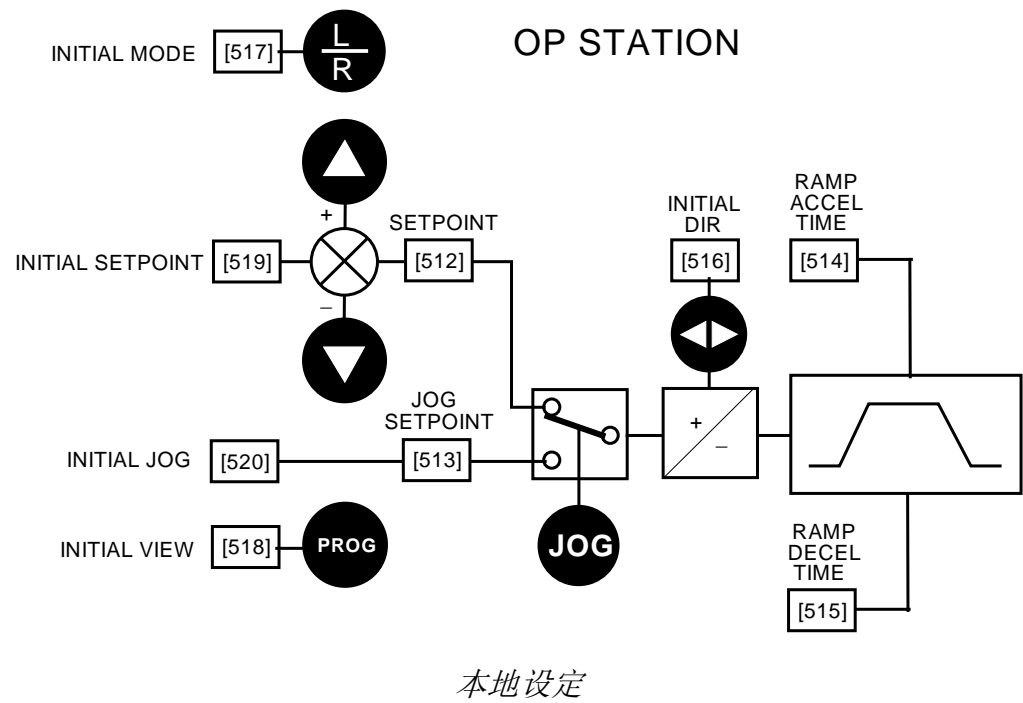 OP STATION
INITIAL MODE [517] L
R
+
INITIAL SETPOINT [519]
SETPOINT
[512]
−
INITIAL
DIR
[516]
RAMP
ACCEL
TIME
[514]
JOG
SETPOINT
INITIAL JOG [520] [513]
+
−
INITIAL VIEW [518] PROG
JOG
RAMP
DECEL
TIME
[515]
本地设定